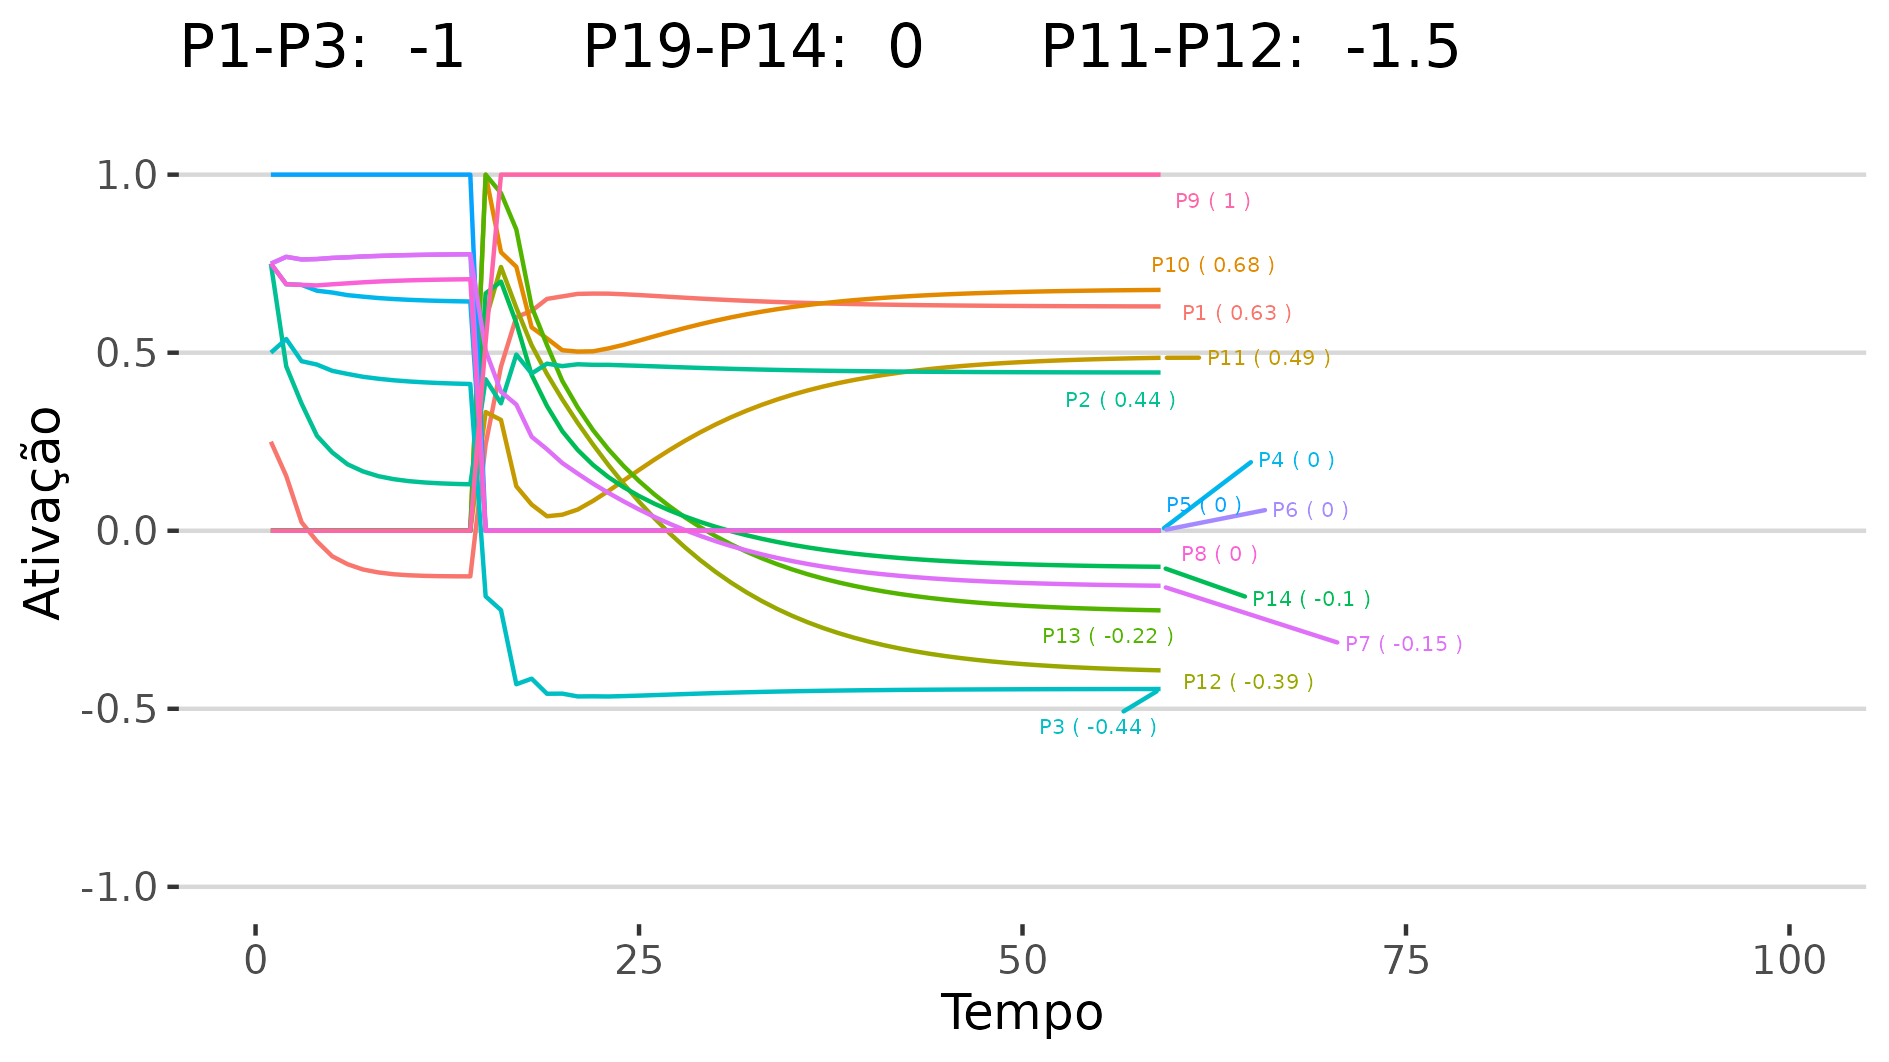 P1-P3:  -1     P19-P14:  0     P11-P12:  -1.5
Ativação
1.0
0.5
0.0
-0.5
-1.0
P9 ( 1 )
P10 ( 0.68 )
P1 ( 0.63 )
P11 ( 0.49 )
P2 ( 0.44 )
P4 ( 0 )
P5 ( 0 )
P6 ( 0 )
P8 ( 0 )
P14 ( -0.1 )
P13 ( -0.22 )
P7 ( -0.15 )
P12 ( -0.39 )
P3 ( -0.44 )
0 25 50 75 100
Tempo